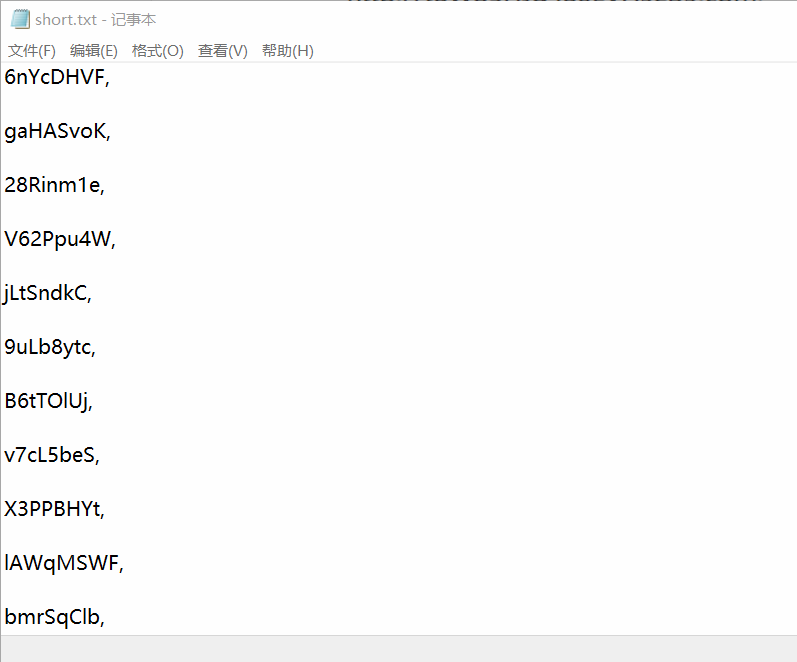 short.txt - 记事本
文件(F) 编辑(E) 格式(O) 查看(V) 帮助(H)
6nYcDHVF,
gaHASvoK,
28Rinm1e,
V62Ppu4W,
jLtSndkC,
9uLb8ytc,
B6tTOlUj,
v7cL5beS,
X3PPBHYt,
lAWqMSWF,
bmrSqClb,